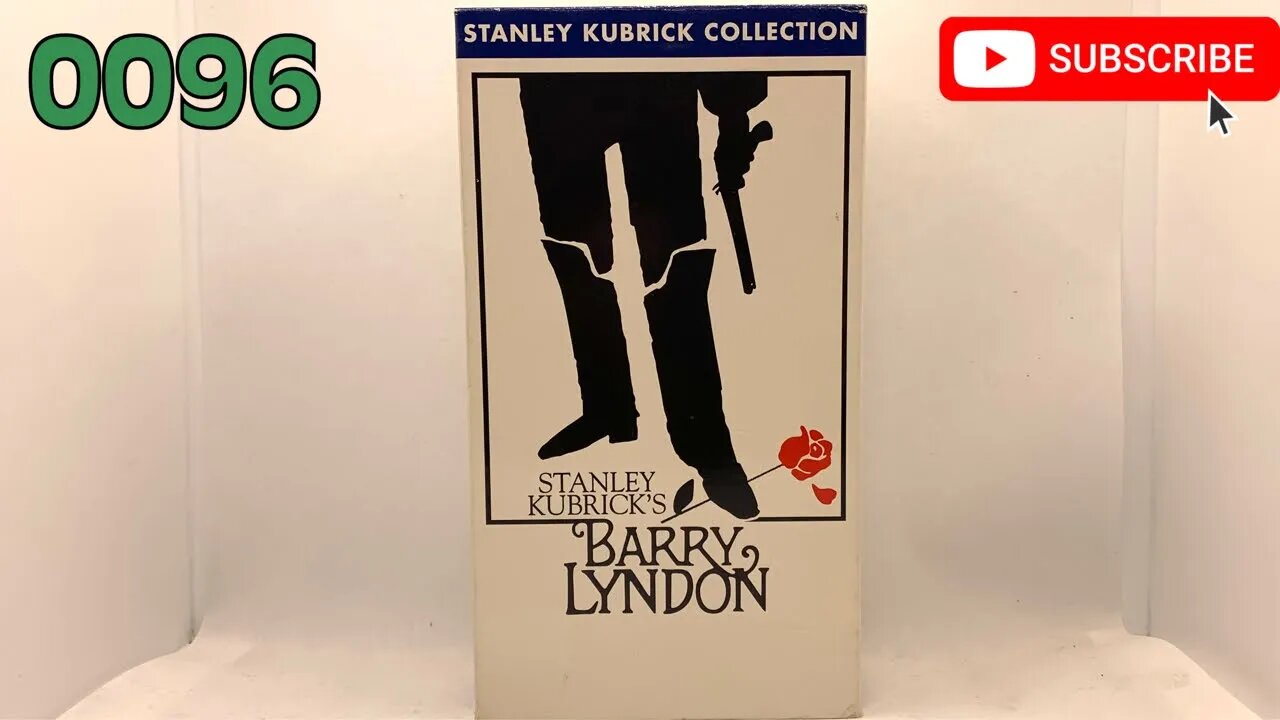 0096
STANLEY KUBRICK COLLECTION
SUBSCRIBE
STANLEY
KUBRICK'S
BARRY
LYNDON